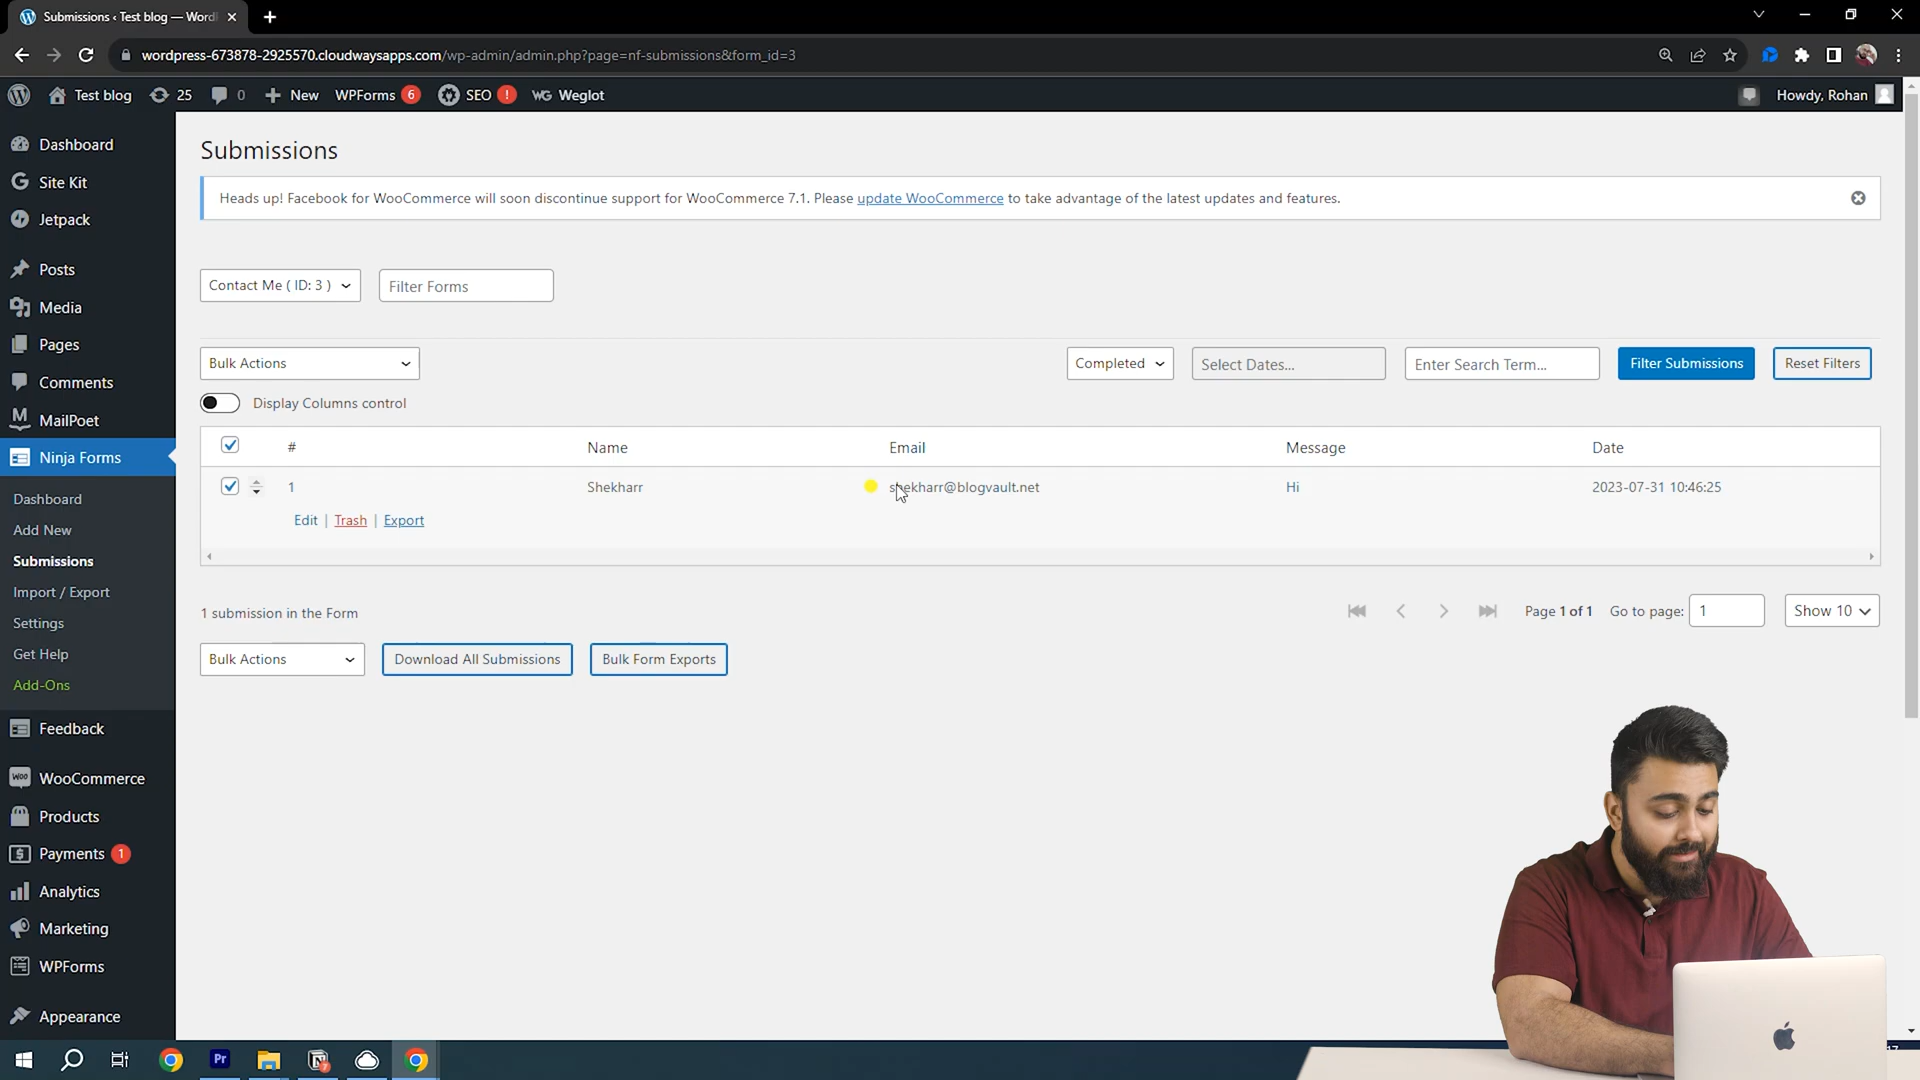 Submissions ‹ Test blog — Word
wordpress-673878-2925570.cloudwaysapps.com/wp-admin/admin.php?page=nf-submissions&form_id=3
Test blog 25 0 New WPForms 6 SEO ! Weglot Howdy, Rohan
Dashboard
Site Kit
Jetpack
Posts
Media
Pages
Comments
MailPoet
Ninja Forms
Dashboard
Add New
Submissions
Import / Export
Settings
Get Help
Add-Ons
Feedback
WooCommerce
Products
Payments 1
Analytics
Marketing
WPForms
Appearance
Submissions
Heads up! Facebook for WooCommerce will soon discontinue support for WooCommerce 7.1. Please update WooCommerce to take advantage of the latest updates and features.
Contact Me ( ID: 3 ) Filter Forms
Bulk Actions Completed Select Dates... Enter Search Term... Filter Submissions Reset Filters
Display Columns control
# Name Email Message Date
1 Shekharr shekharr@blogvault.net Hi 2023-07-31 10:46:25
Edit | Trash | Export
1 submission in the Form Page 1 of 1 Go to page: 1 Show 10
Bulk Actions Download All Submissions Bulk Form Exports
Pr